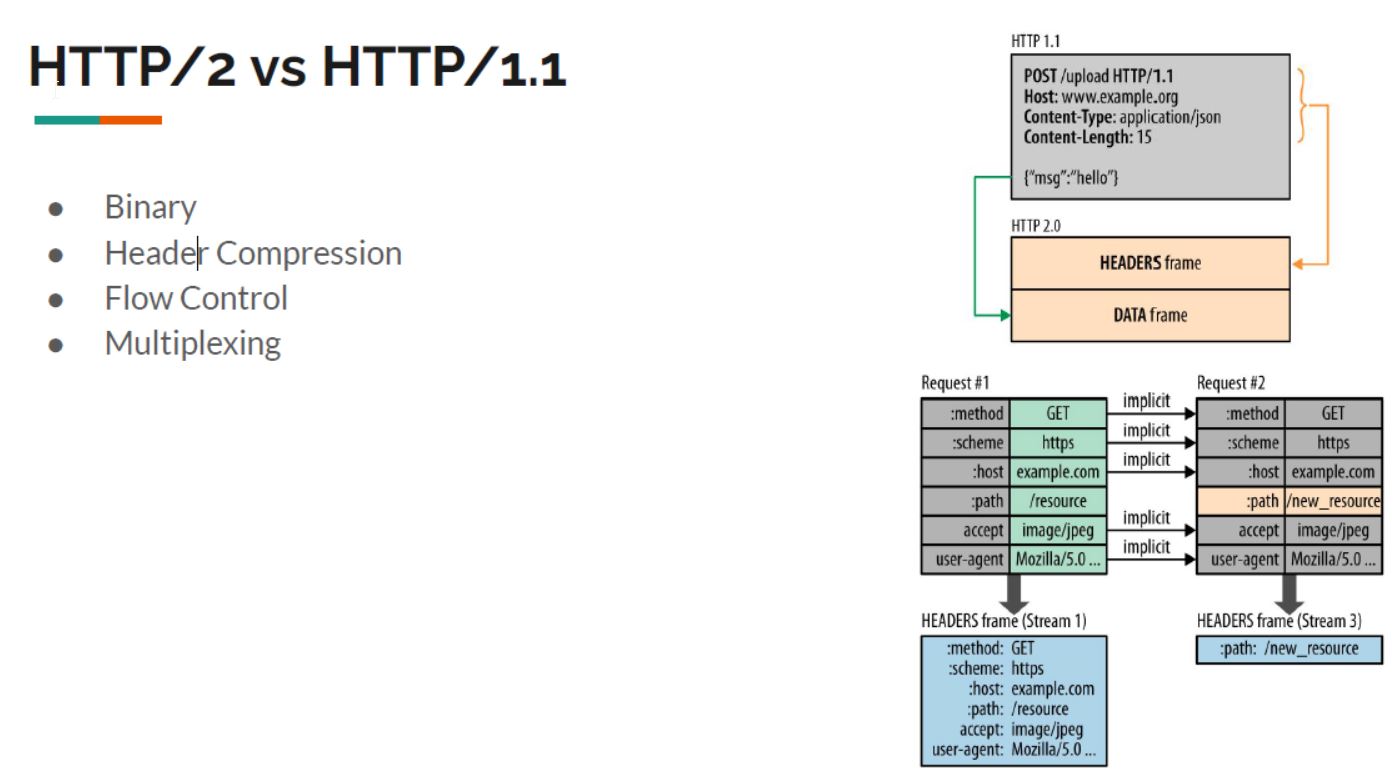 HTTP/2 vs HTTP/1.1
● Binary
● Header Compression
● Flow Control
● Multiplexing
HTTP 1.1
POST /upload HTTP/1.1
Host: www.example.org
Content-Type: application/json
Content-Length: 15
{“msg”:“hello”}
HTTP 2.0
HEADERS frame
DATA frame
Request #1
:method GET
:scheme https
:host example.com
:path /resource
accept image/jpeg
user-agent Mozilla/5.0 ...
implicit
implicit
implicit
implicit
implicit
Request #2
:method GET
:scheme https
:host example.com
:path /new_resource
accept image/jpeg
user-agent Mozilla/5.0 ...
HEADERS frame (Stream 1)
:method: GET
:scheme: https
:host: example.com
:path: /resource
accept: image/jpeg
user-agent: Mozilla/5.0 ...
HEADERS frame (Stream 3)
:path: /new_resource